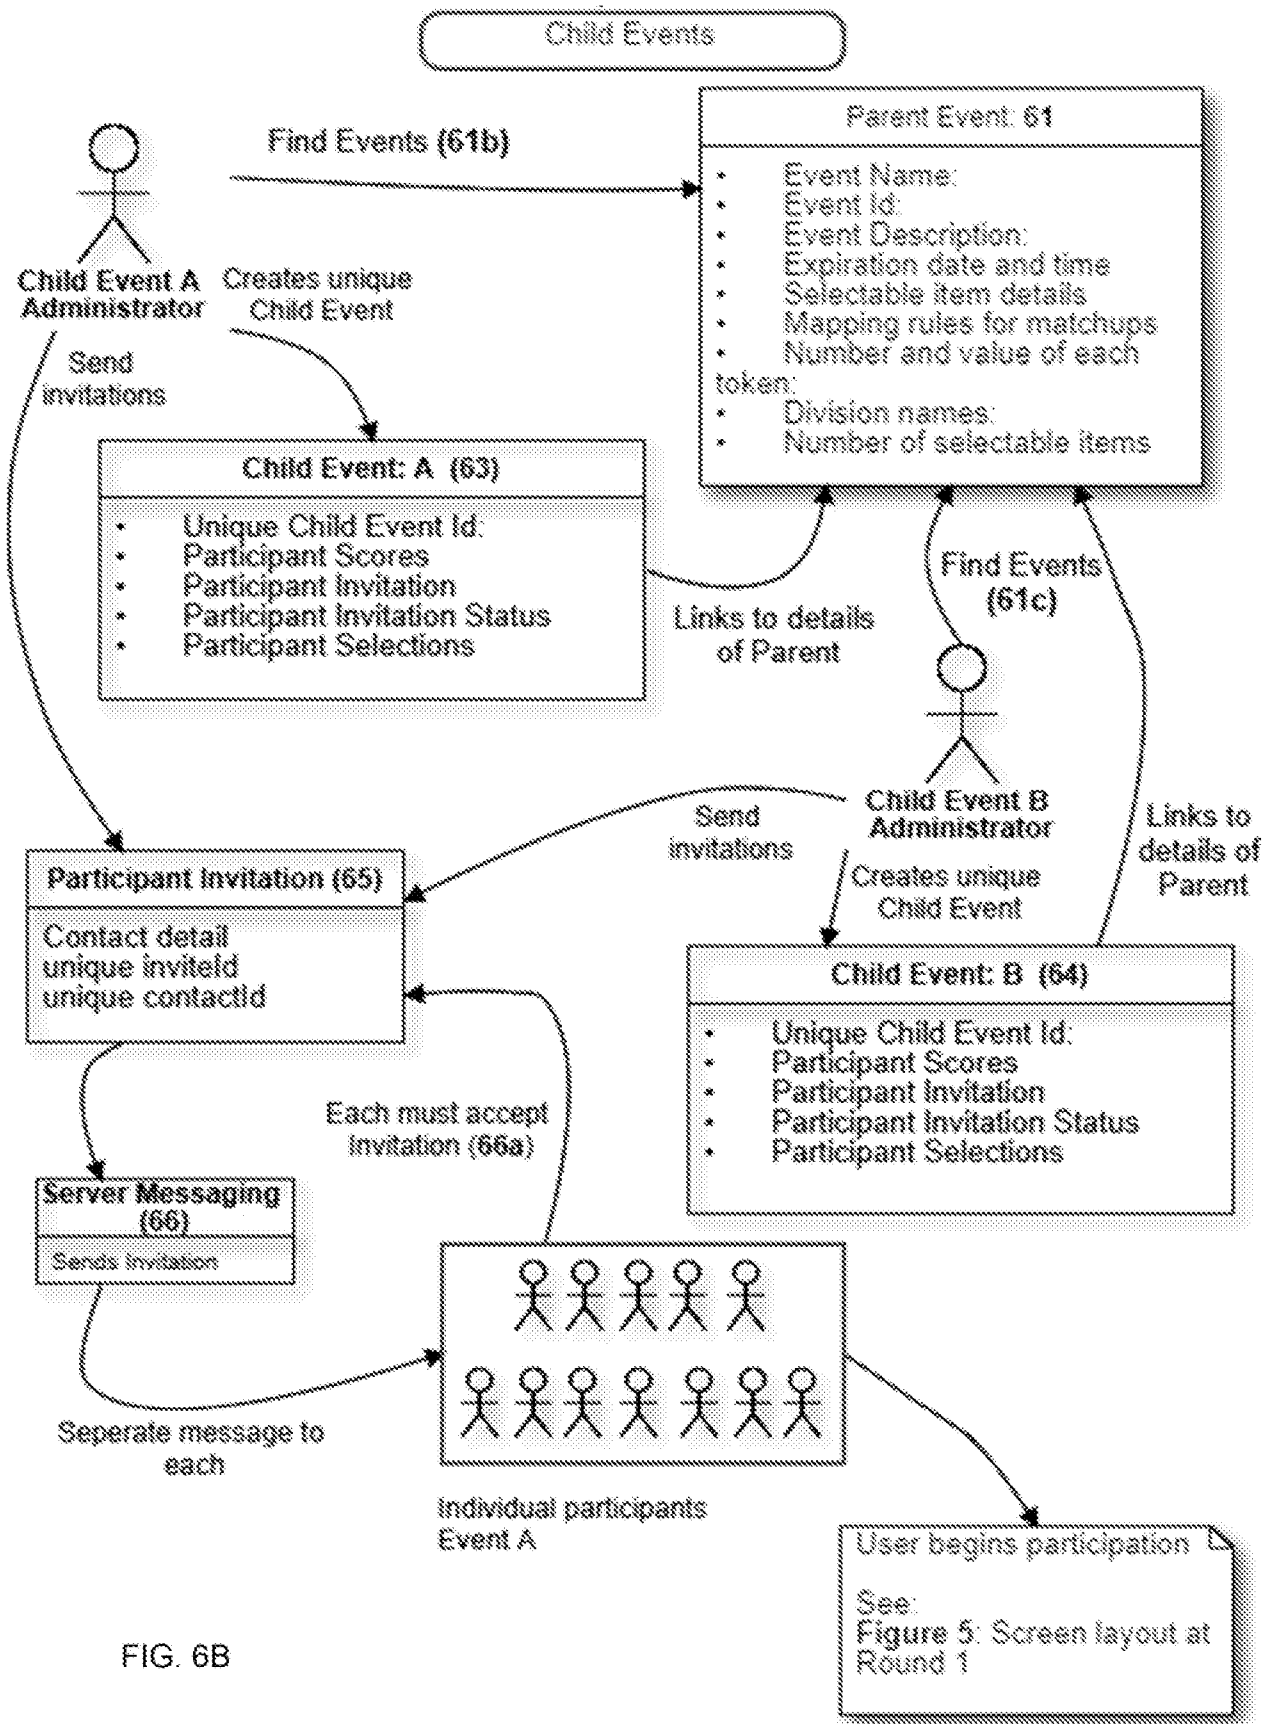 Child Events
Parent Event: 61
• Event Name:
• Event Id:
• Event Description:
• Expiration date and time
• Selectable item details
• Mapping rules for matchups
• Number and value of each
token:
• Division names:
• Number of selectable items
Find Events (61b)
Child Event A
Administrator
Creates unique
Child Event
Send
invitations
Child Event: A (63)
• Unique Child Event Id:
• Participant Scores
• Participant Invitation
• Participant Invitation Status
• Participant Selections
Links to details
of Parent
Find Events
(61c)
Child Event B
Administrator
Send
invitations
Creates unique
Child Event
Links to
details of
Parent
Participant Invitation (65)
Contact detail
unique inviteId
unique contactId
Child Event: B (64)
• Unique Child Event Id:
• Participant Scores
• Participant Invitation
• Participant Invitation Status
• Participant Selections
Each must accept
Invitation (66a)
Server Messaging
(66)
Sends Invitation
Seperate message to
each
Individual participants
Event A
User begins participation
See:
Figure 5: Screen layout at
Round 1
FIG. 6B